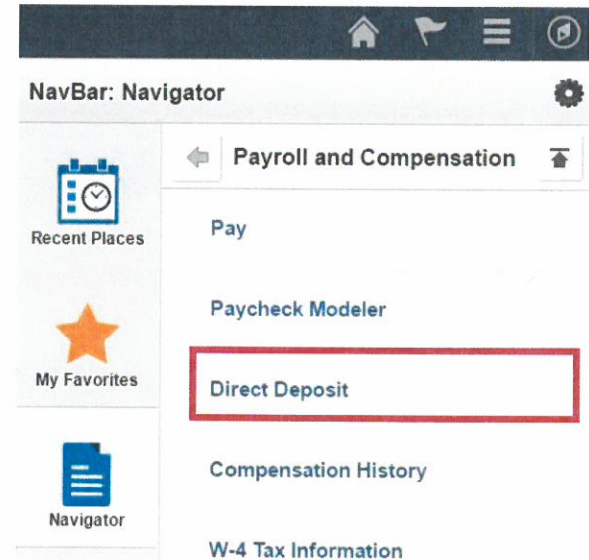 NavBar: Navigator
Payroll and Compensation
Recent Places
Pay
Paycheck Modeler
My Favorites
Direct Deposit
Compensation History
Navigator
W-4 Tax Information